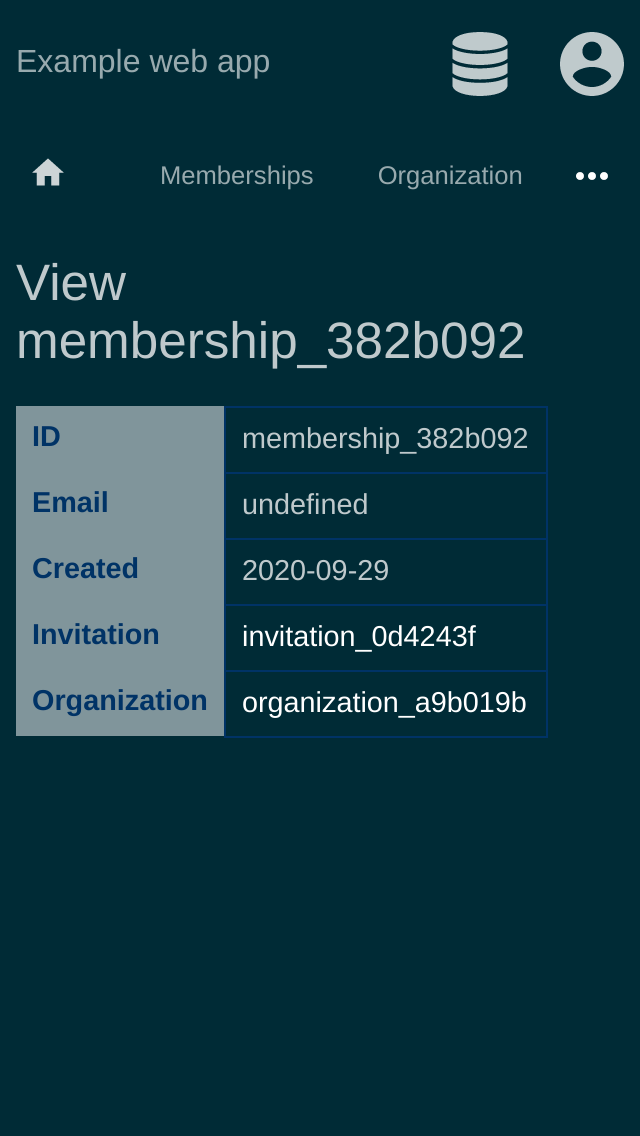 Example web app
Memberships Organization
View
membership_382b092
ID membership_382b092
Email undefined
Created 2020-09-29
Invitation invitation_0d4243f
Organization organization_a9b019b